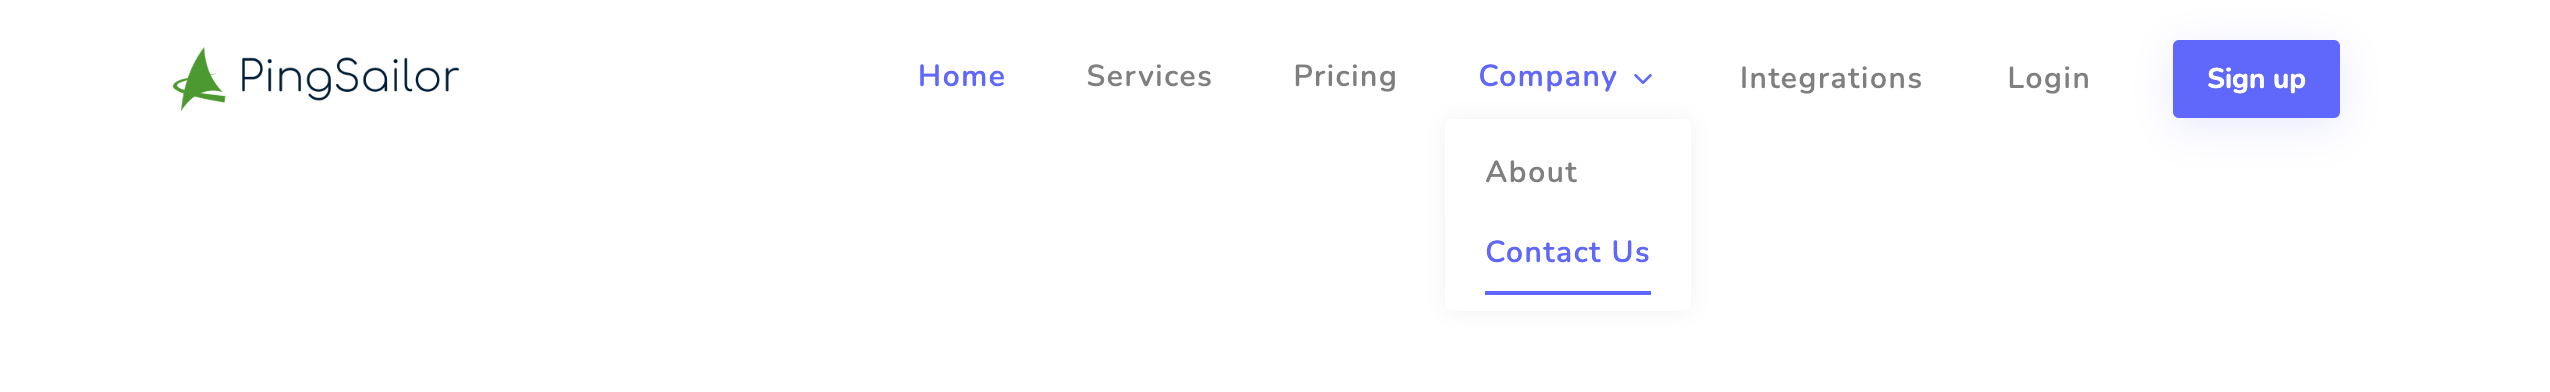 PingSailor
Home Services Pricing Company Integrations Login Sign up
About
Contact Us